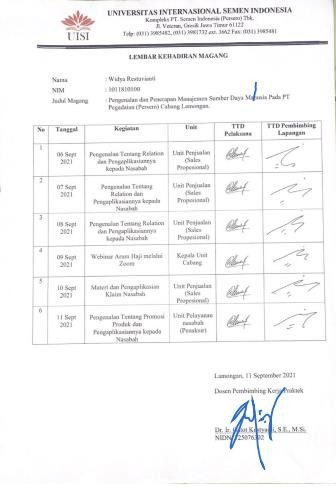 UNIVERSITAS INTERNASIONAL SEMEN INDONESIA
Kompleks PT. Semen Indonesia (Persero) Tbk.
Jl. Veteran, Gresik Jawa Timur 61122
Telp: (031) 3985482, (031) 3981732 ext. 3662 Fax: (031) 3985481
UISI
LEMBAR KEHADIRAN MAGANG
Nama : Widya Restuvianti
NIM : 1011810100
Judul Magang : Pengenalan dan Penerapan Manajemen Sumber Daya Manusia Pada PT
Pegadaian (Persero) Cabang Lamongan.
No Tanggal Kegiatan Unit TTD Pelaksana TTD Pembimbing Lapangan
1 06 Sept 2021 Pengenalan Tentang Relation dan Pengaplikasiannya kepada Nasabah Unit Penjualan (Sales Propesional)
2 07 Sept 2021 Pengenalan Tentang Relation dan Pengaplikasiannya kepada Nasabah Unit Penjualan (Sales Propesional)
3 08 Sept 2021 Pengenalan Tentang Relation dan Pengaplikasiannya kepada Nasabah Unit Penjualan (Sales Propesional)
4 09 Sept 2021 Webinar Arum Haji melalui Zoom Kepala Unit Cabang
5 10 Sept 2021 Materi dan Pengaplikasian Klaim Nasabah Unit Penjualan (Sales Propesional)
6 11 Sept 2021 Pengenalan Tentang Promosi Produk dan Pengaplikasiannya kepada Nasabah Unit Pelayanan nasabah (Penaksir)
Lamongan, 11 September 2021
Dosen Pembimbing Kerja Praktek
Dr. Ir. S.E., M.Si.
NIDN.